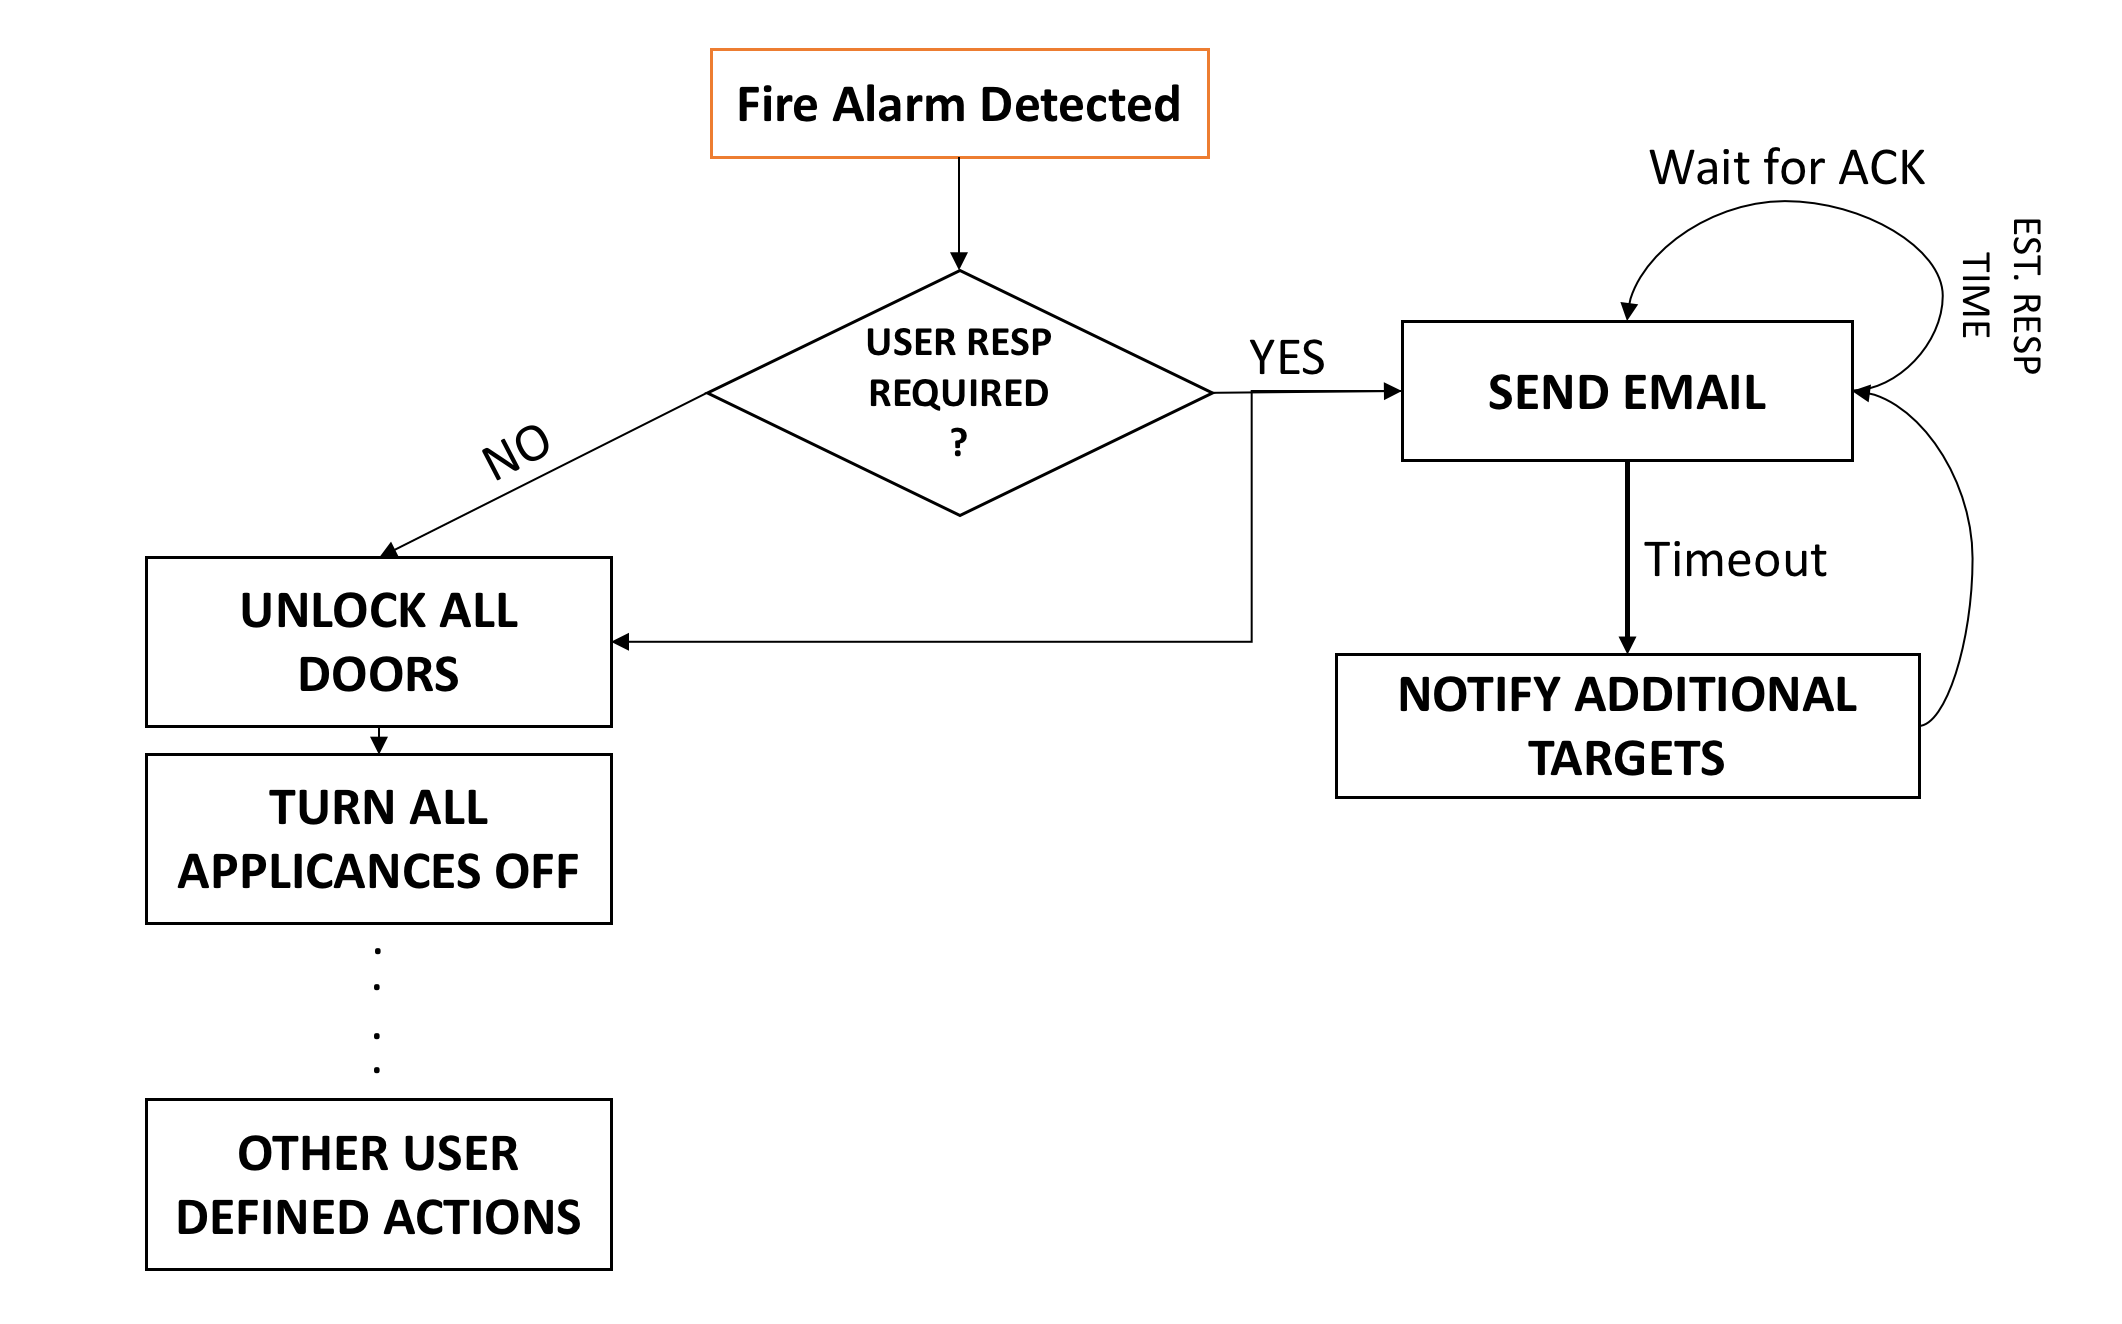 Fire Alarm Detected
Wait for ACK
EST. RESP
TIME
USER RESP
REQUIRED
?
YES
SEND EMAIL
NO
Timeout
UNLOCK ALL
DOORS
NOTIFY ADDITIONAL
TARGETS
TURN ALL
APPLICANCES OFF
.
.
.
.
OTHER USER
DEFINED ACTIONS